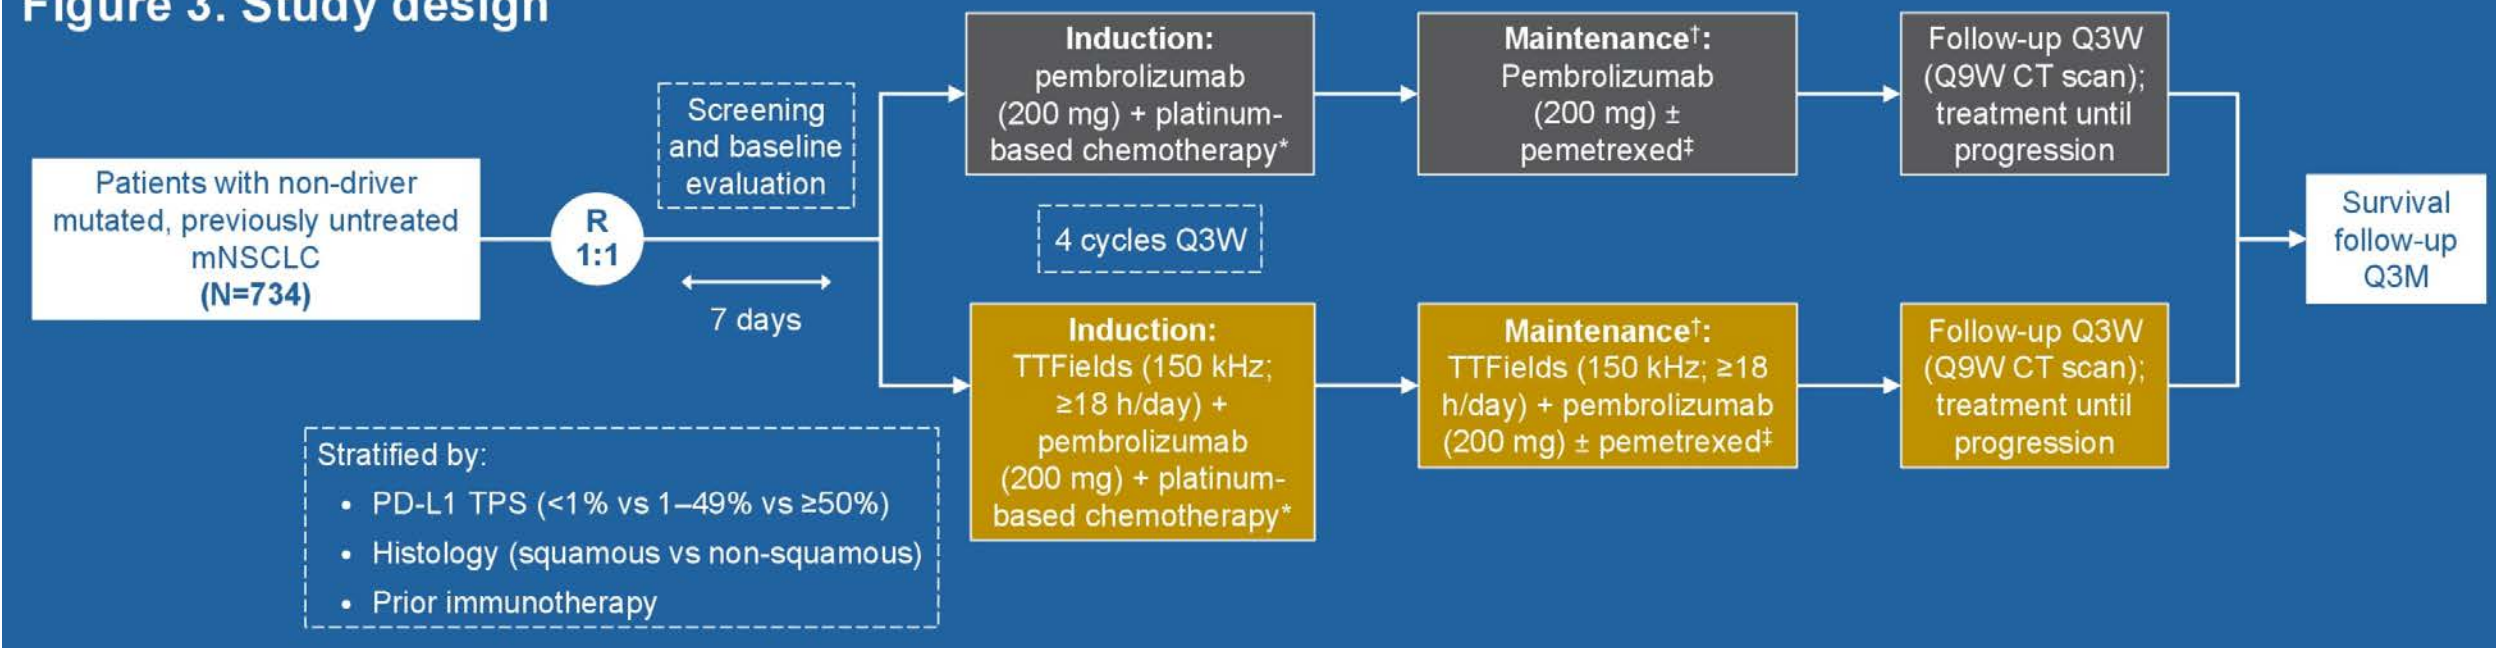 Figure 3. Study design
Patients with non-driver
mutated, previously untreated
mNSCLC
(N=734)
R
1:1
Screening
and baseline
evaluation
7 days
Stratified by:
• PD-L1 TPS (<1% vs 1–49% vs ≥50%)
• Histology (squamous vs non-squamous)
• Prior immunotherapy
Induction:
pembrolizumab
(200 mg) + platinum-
based chemotherapy*
Maintenance†:
Pembrolizumab
(200 mg) ±
pemetrexed‡
Follow-up Q3W
(Q9W CT scan);
treatment until
progression
4 cycles Q3W
Induction:
TTFields (150 kHz;
≥18 h/day) +
pembrolizumab
(200 mg) + platinum-
based chemotherapy*
Maintenance†:
TTFields (150 kHz; ≥18
h/day) + pembrolizumab
(200 mg) ± pemetrexed‡
Follow-up Q3W
(Q9W CT scan);
treatment until
progression
Survival
follow-up
Q3M